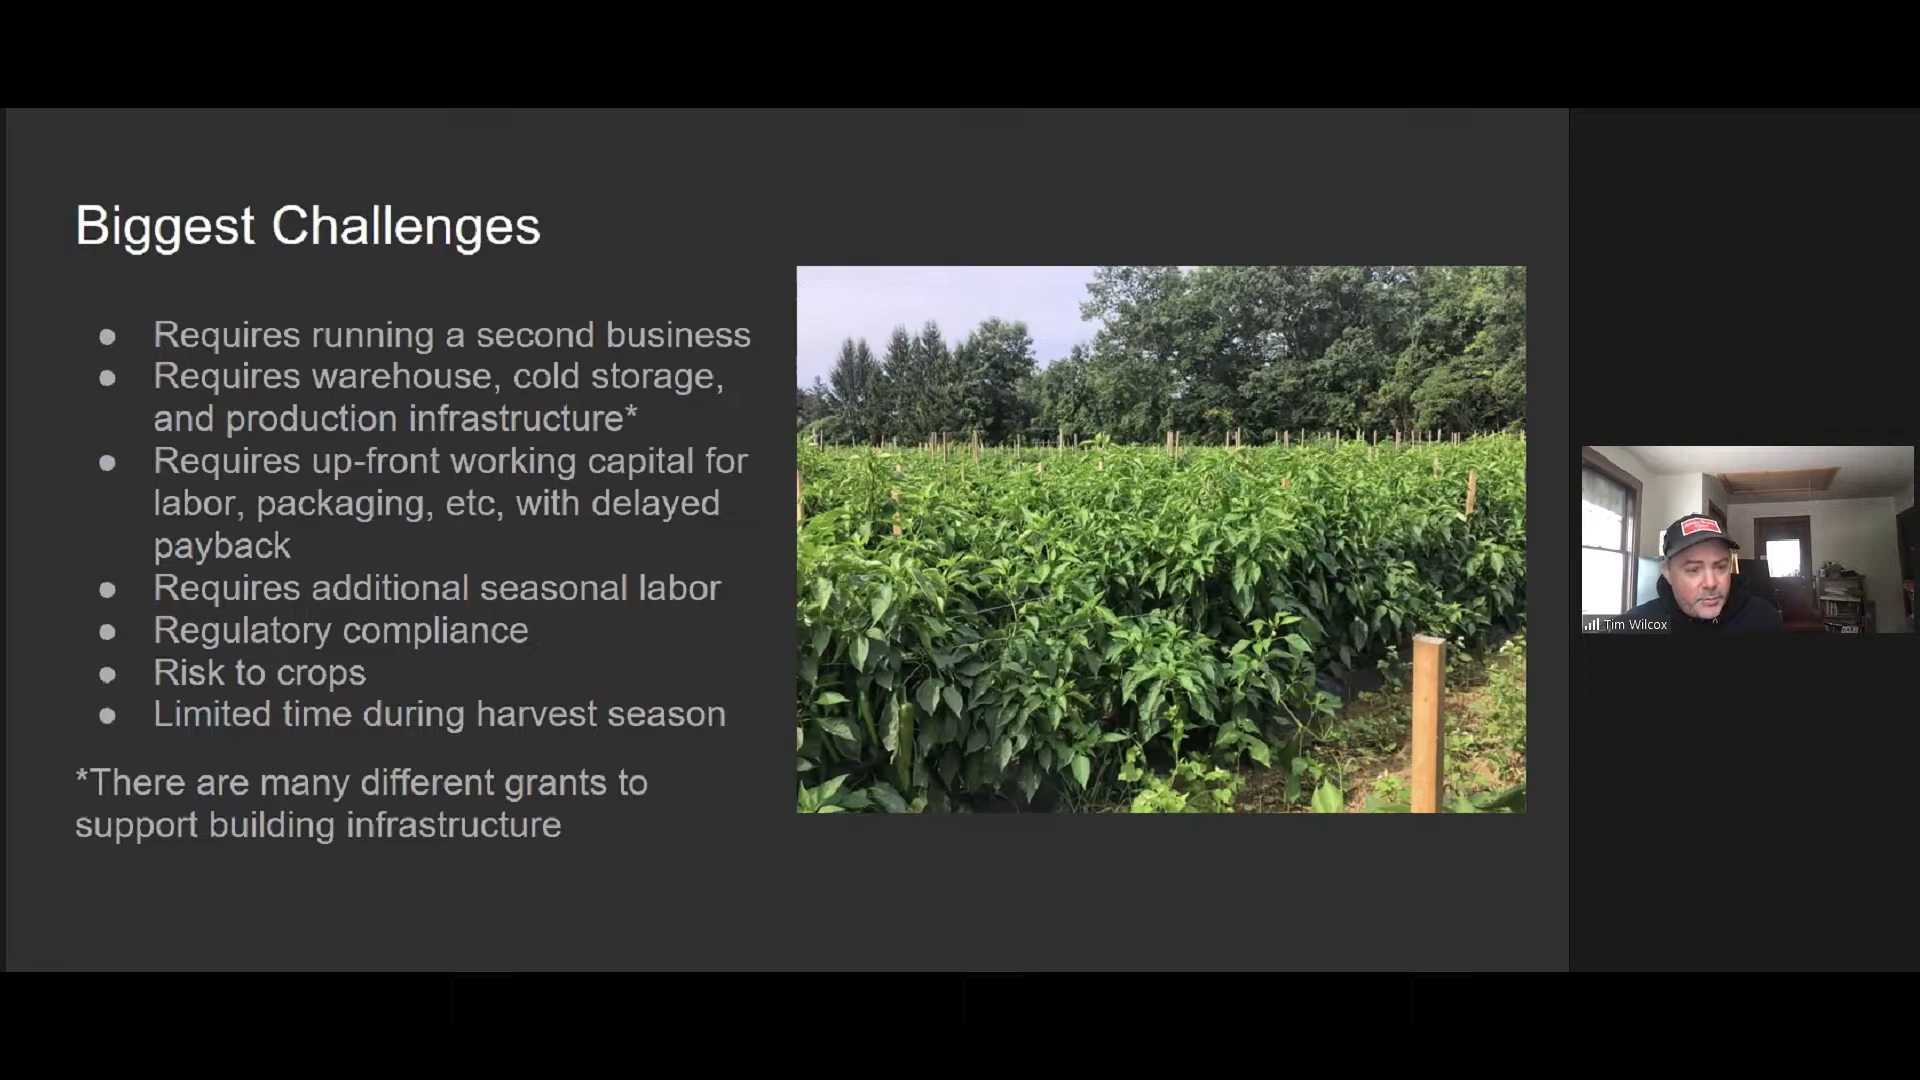 Biggest Challenges
● Requires running a second business
● Requires warehouse, cold storage,
and production infrastructure*
● Requires up-front working capital for
labor, packaging, etc, with delayed
payback
● Requires additional seasonal labor
● Regulatory compliance
● Risk to crops
● Limited time during harvest season
*There are many different grants to
support building infrastructure
Tim Wilcox